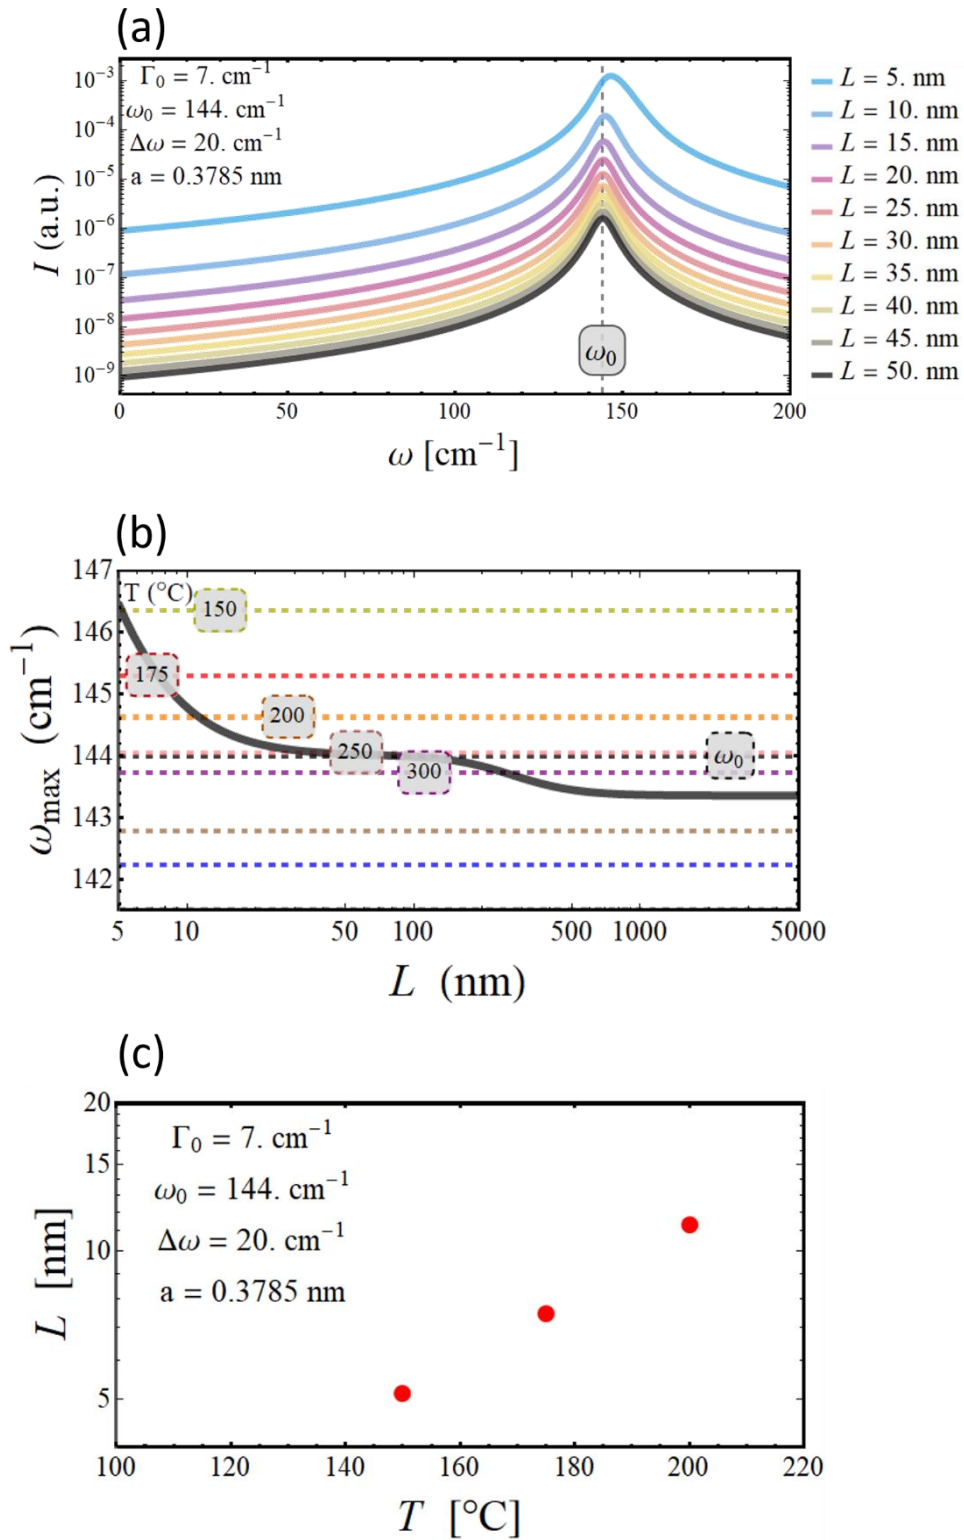 (a)
I (a.u.)
10⁻³
10⁻⁴
10⁻⁵
10⁻⁶
10⁻⁷
10⁻⁸
10⁻⁹
Γ₀ = 7. cm⁻¹
ω₀ = 144. cm⁻¹
Δω = 20. cm⁻¹
a = 0.3785 nm
ω₀
0 50 100 150 200
ω [cm⁻¹]
L = 5. nm
L = 10. nm
L = 15. nm
L = 20. nm
L = 25. nm
L = 30. nm
L = 35. nm
L = 40. nm
L = 45. nm
L = 50. nm
(b)
ω_max (cm⁻¹)
147
146
145
144
143
142
T (°C)
150
175
200
250
300
ω₀
5 10 50 100 500 1000 5000
L (nm)
(c)
L [nm]
20
15
10
5
Γ₀ = 7. cm⁻¹
ω₀ = 144. cm⁻¹
Δω = 20. cm⁻¹
a = 0.3785 nm
100 120 140 160 180 200 220
T [°C]